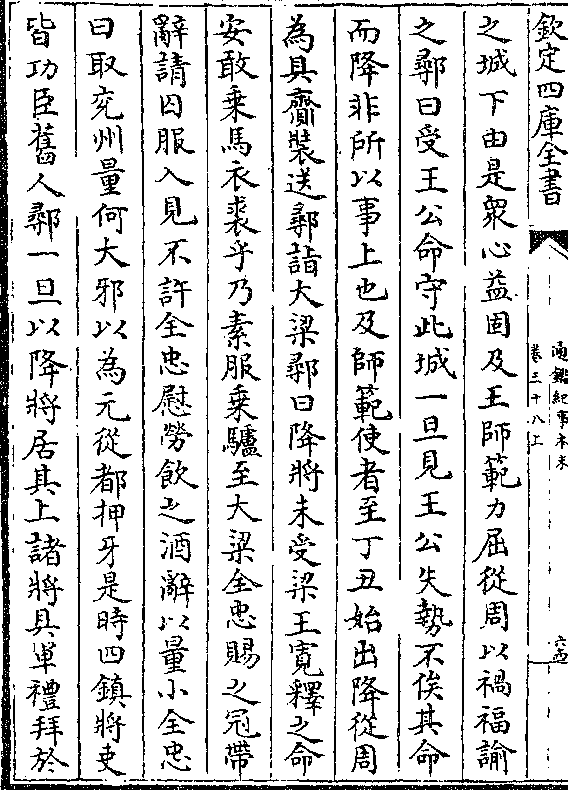 欽定四庫全書
通鑑紀事本末
卷三十八上
六四
之城下由是衆心益固及王師範力屈從周以禍福諭
之鄩曰受王公命守此城一旦見王公失勢不俟其命
而降非所以事上也及師範使者至丁丑始出降從周
為具齎裝送鄩詣大梁鄩曰降將未受梁王寛釋之命
安敢乗馬衣裘乎乃素服乗驢至大梁全忠賜之冠帶
辭請囚服入見不許全忠慰勞飲之酒辭以量小全忠
曰取兖州量何大邪以為元從都押牙是時四鎮將吏
皆功臣舊人鄩一旦以降將居其上諸將具軍禮拜於